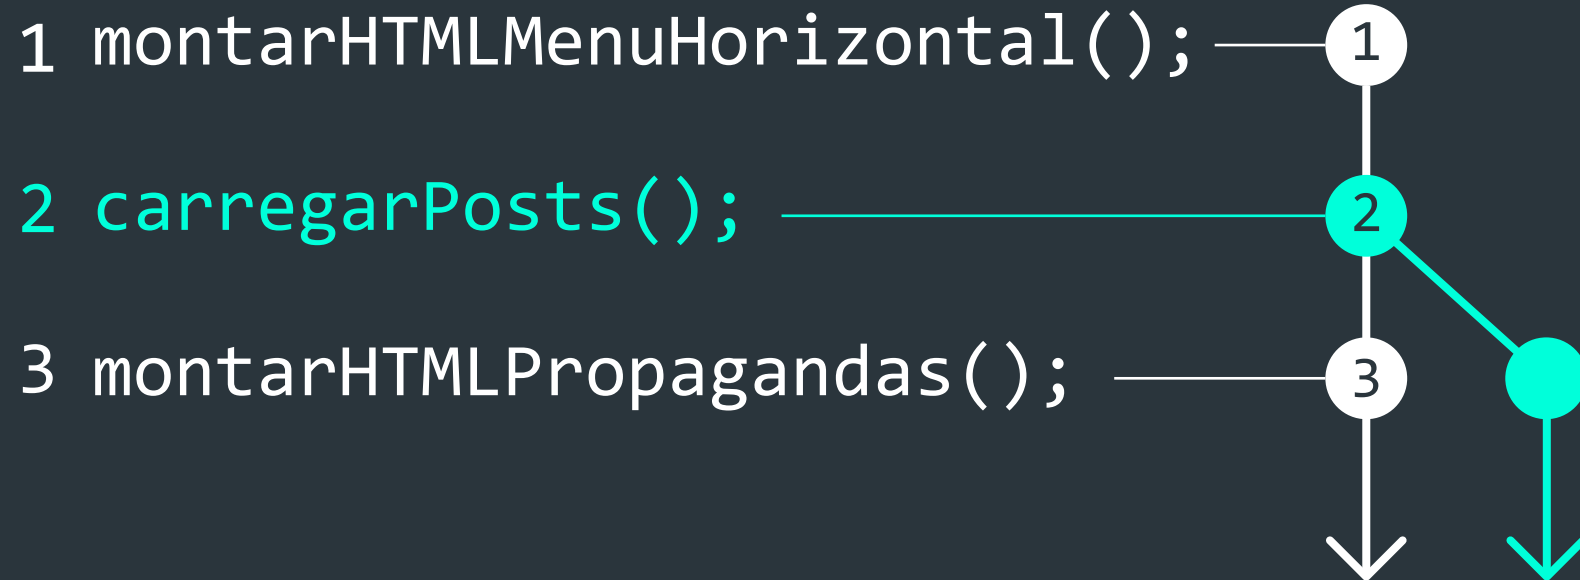 1 montarHTMLMenuHorizontal(); 1
2 carregarPosts(); 2
3 montarHTMLPropagandas(); 3